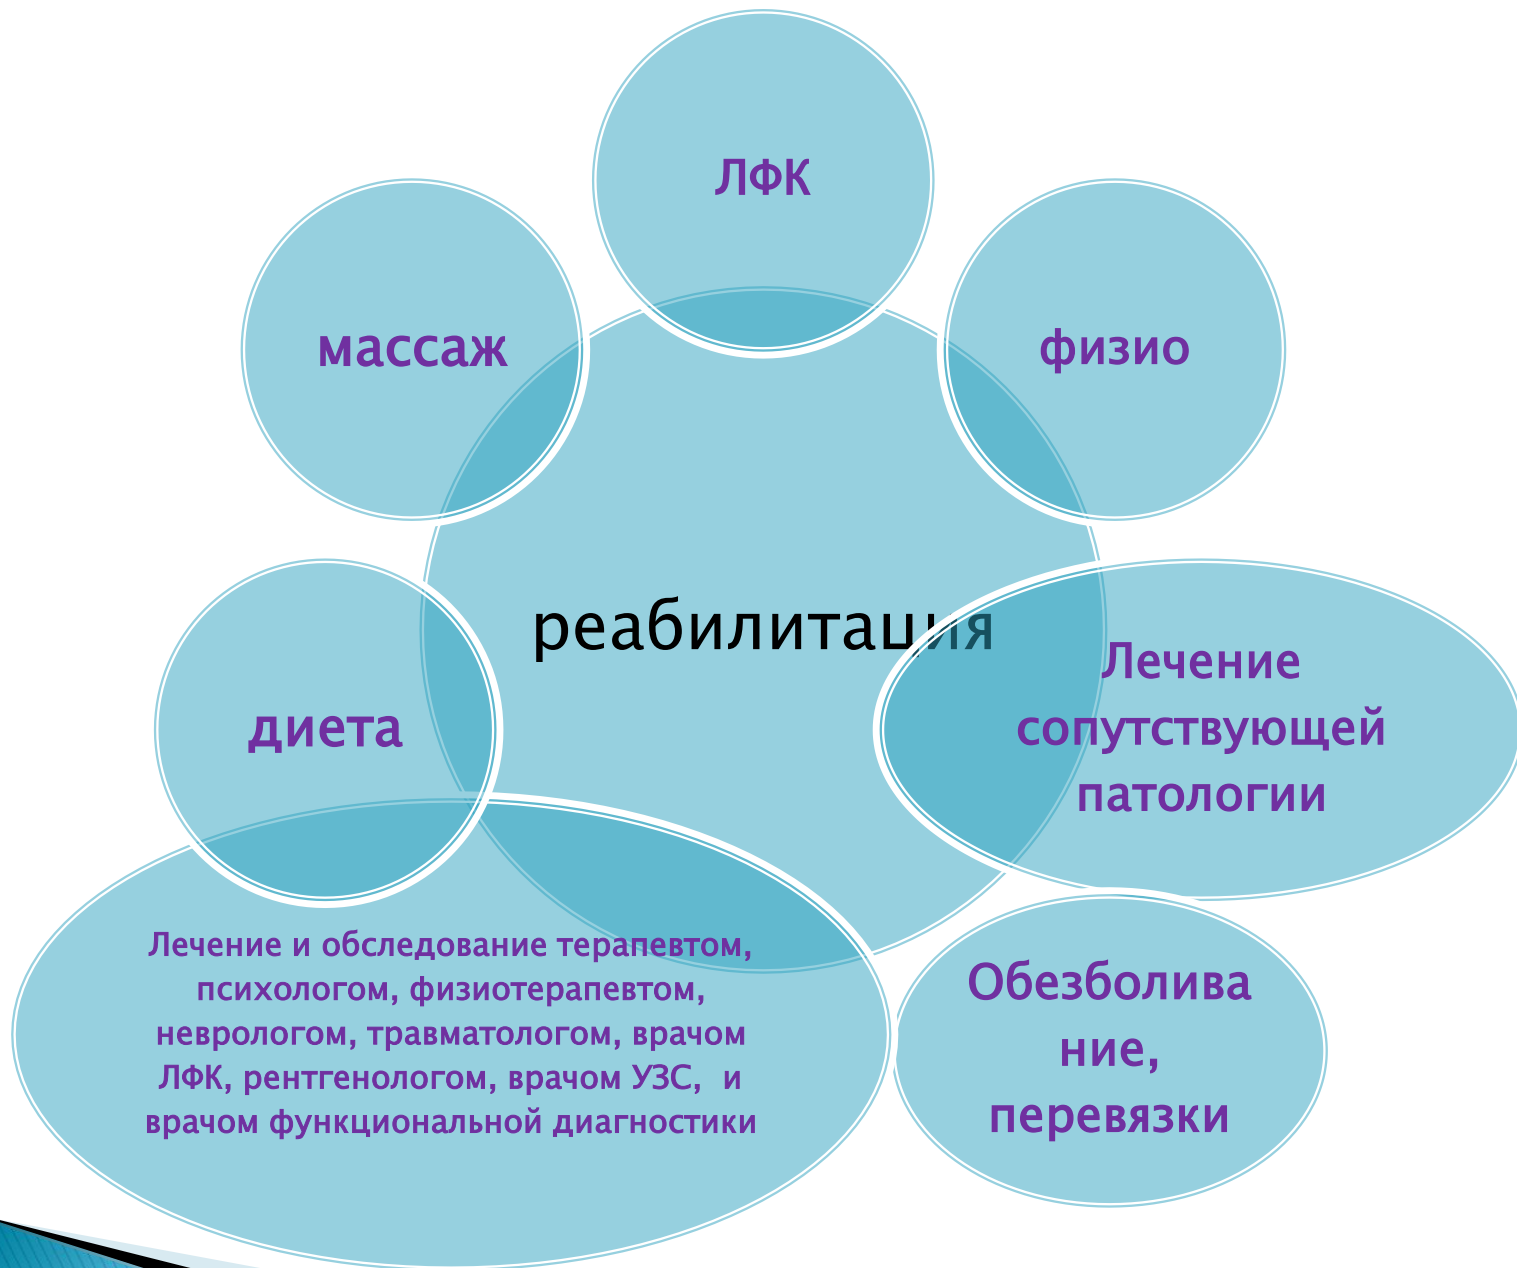 ЛФК
массаж
физио
реабилитация
Лечение
сопутствующей
патологии
диета
Лечение и обследование терапевтом,
психологом, физиотерапевтом,
неврологом, травматологом, врачом
ЛФК, рентгенологом, врачом УЗС,  и
врачом функциональной диагностики
Обезболива
ние,
перевязки